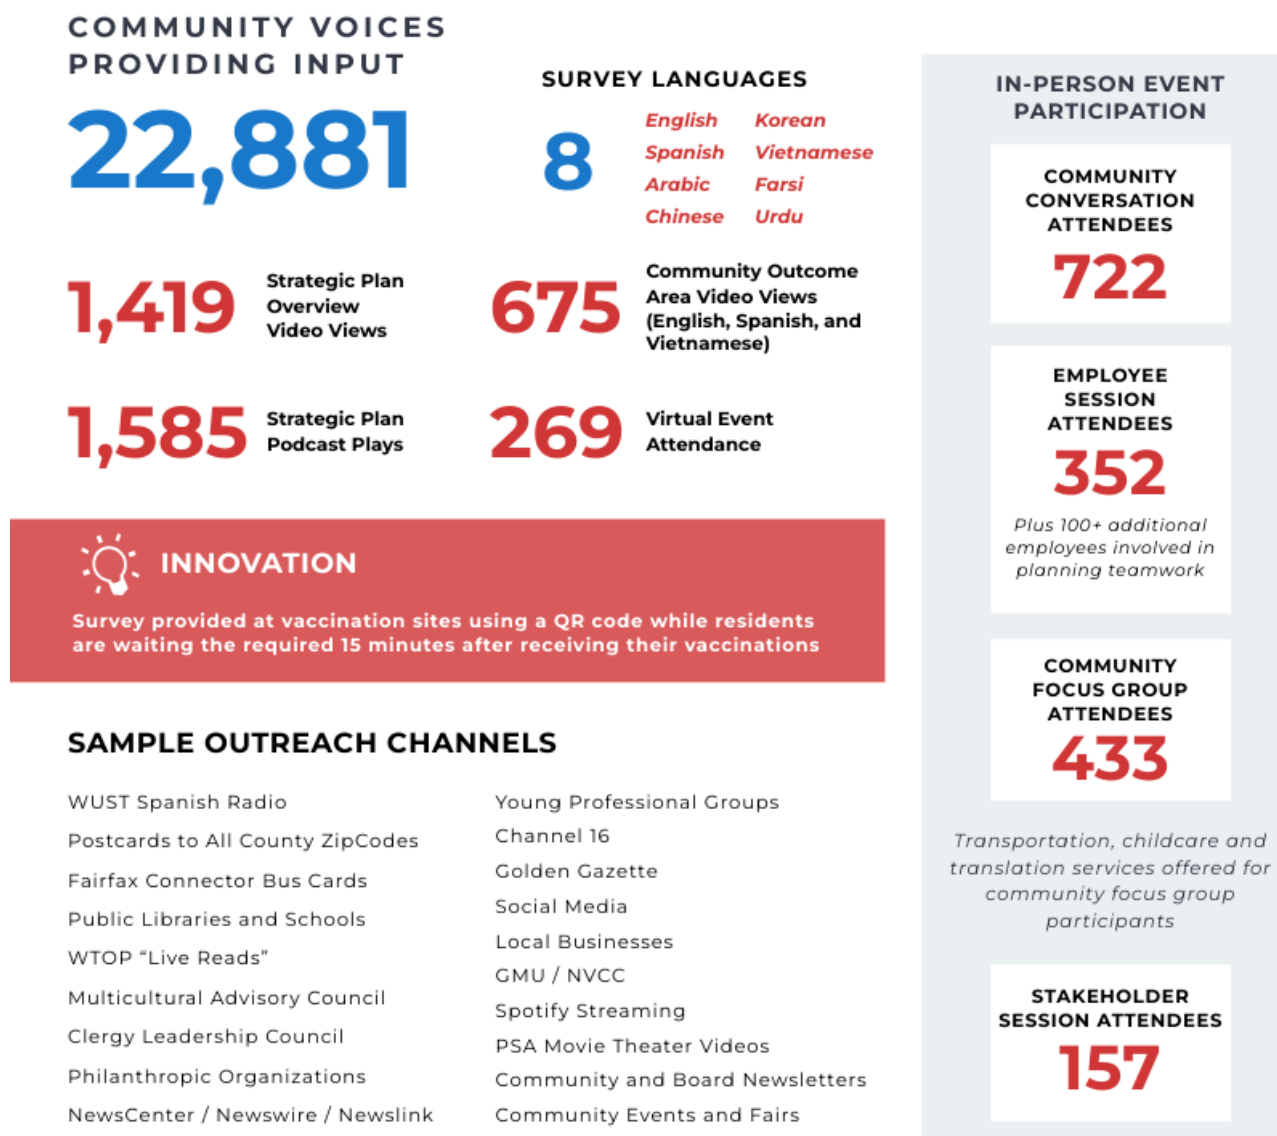 COMMUNITY VOICES
PROVIDING INPUT
22,881
SURVEY LANGUAGES
8
English Korean
Spanish Vietnamese
Arabic Farsi
Chinese Urdu
1,419
Strategic Plan
Overview
Video Views
675
Community Outcome
Area Video Views
(English, Spanish, and
Vietnamese)
1,585
Strategic Plan
Podcast Plays
269
Virtual Event
Attendance
INNOVATION
Survey provided at vaccination sites using a QR code while residents
are waiting the required 15 minutes after receiving their vaccinations
SAMPLE OUTREACH CHANNELS
WUST Spanish Radio
Postcards to All County ZipCodes
Fairfax Connector Bus Cards
Public Libraries and Schools
WTOP “Live Reads”
Multicultural Advisory Council
Clergy Leadership Council
Philanthropic Organizations
NewsCenter / Newswire / Newslink
Young Professional Groups
Channel 16
Golden Gazette
Social Media
Local Businesses
GMU / NVCC
Spotify Streaming
PSA Movie Theater Videos
Community and Board Newsletters
Community Events and Fairs
IN-PERSON EVENT
PARTICIPATION
COMMUNITY
CONVERSATION
ATTENDEES
722
EMPLOYEE
SESSION
ATTENDEES
352
Plus 100+ additional
employees involved in
planning teamwork
COMMUNITY
FOCUS GROUP
ATTENDEES
433
Transportation, childcare and
translation services offered for
community focus group
participants
STAKEHOLDER
SESSION ATTENDEES
157